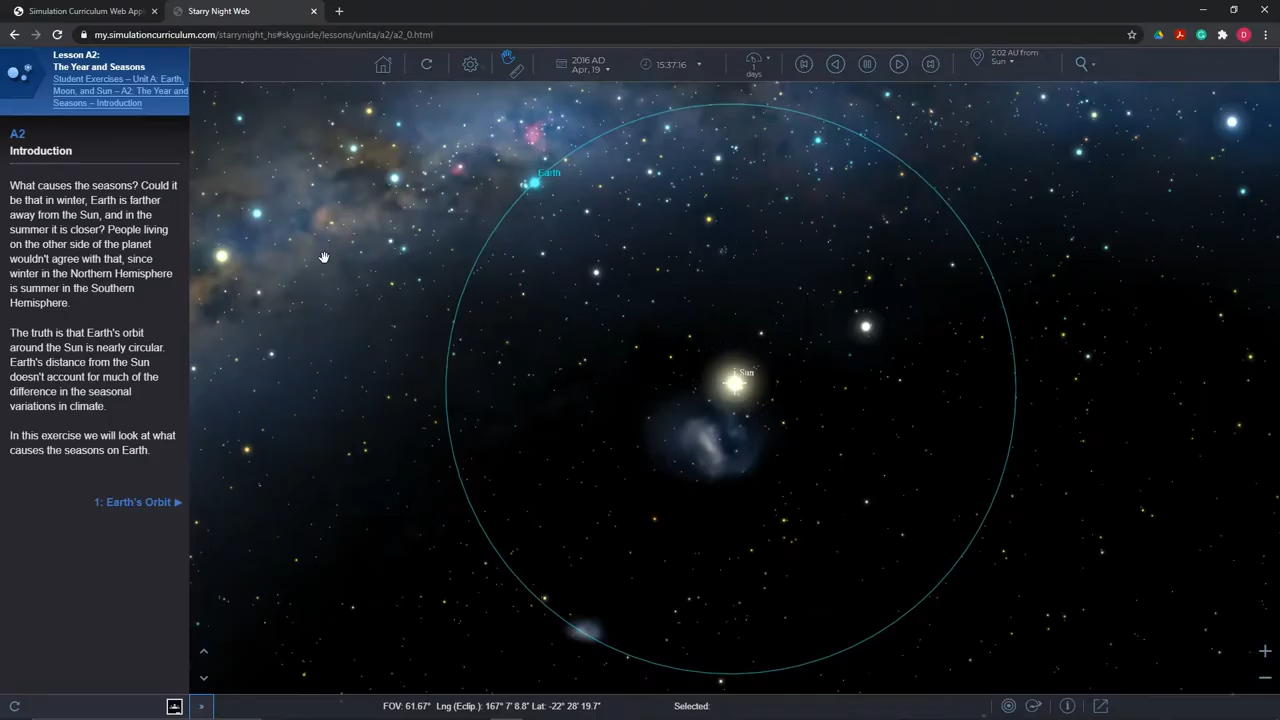 Simulation Curriculum Web Appl
Starry Night Web
my.simulationcurriculum.com/starrynight_hs#skyguide/lessons/unita/a2/a2_0.html
D
Lesson A2:
The Year and Seasons
Student Exercises – Unit A: Earth,
Moon, and Sun – A2: The Year and
Seasons – Introduction
2016 AD
Apr, 19
15:37:16
1
days
2.02 AU from
Sun
A2
Introduction
What causes the seasons? Could it
be that in winter, Earth is farther
away from the Sun, and in the
summer it is closer? People living
on the other side of the planet
wouldn't agree with that, since
winter in the Northern Hemisphere
is summer in the Southern
Hemisphere.
The truth is that Earth's orbit
around the Sun is nearly circular.
Earth's distance from the Sun
doesn't account for much of the
difference in the seasonal
variations in climate.
In this exercise we will look at what
causes the seasons on Earth.
1: Earth's Orbit
Earth
Sun
FOV: 61.67° Lng (Eclip.): 167° 7' 8.8" Lat: -22° 28' 19.7"
Selected: